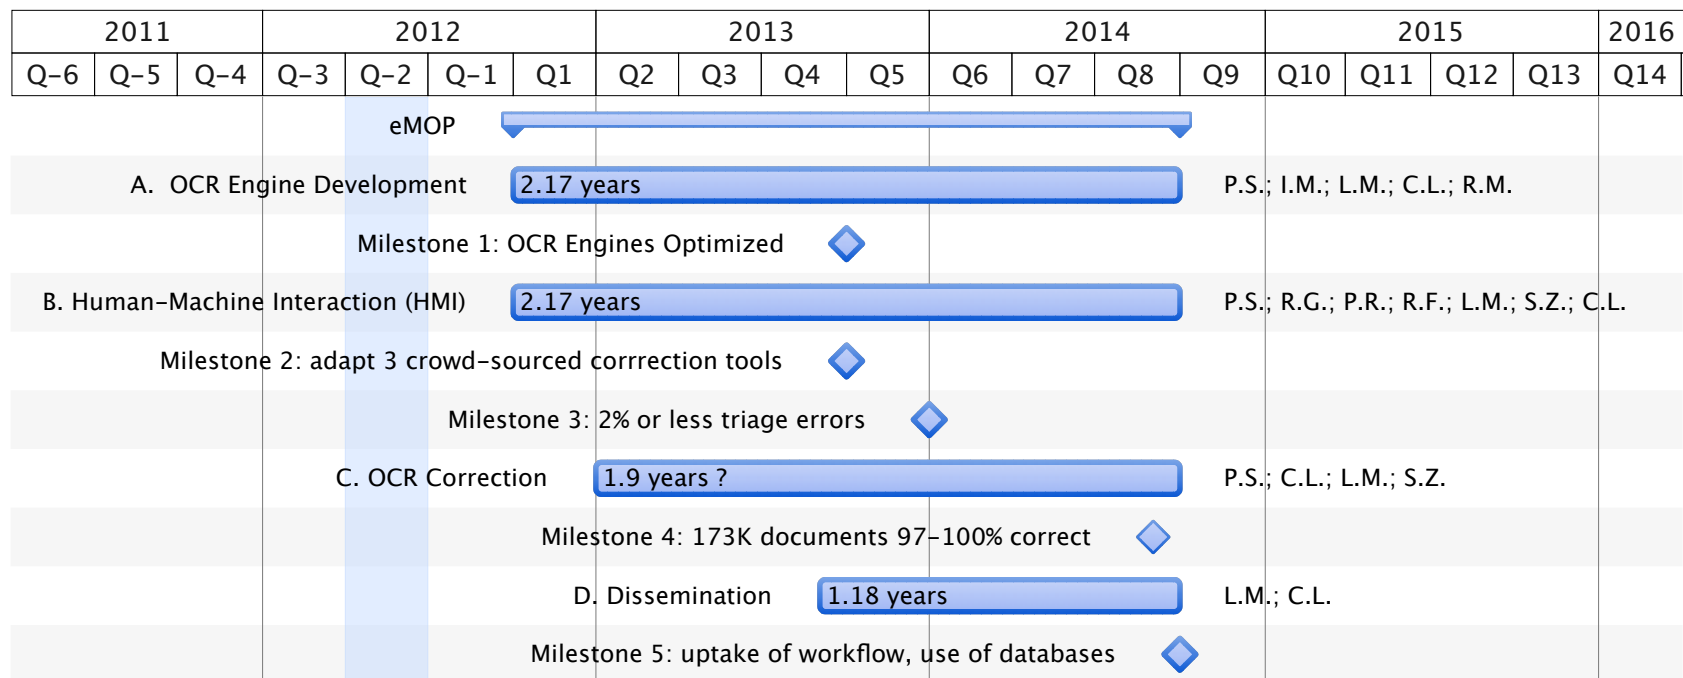 2011 2012 2013 2014 2015 2016
Q-6 Q-5 Q-4 Q-3 Q-2 Q-1 Q1 Q2 Q3 Q4 Q5 Q6 Q7 Q8 Q9 Q10 Q11 Q12 Q13 Q14
eMOP
A. OCR Engine Development 2.17 years P.S.; I.M.; L.M.; C.L.; R.M.
Milestone 1: OCR Engines Optimized
B. Human-Machine Interaction (HMI) 2.17 years P.S.; R.G.; P.R.; R.F.; L.M.; S.Z.; C.L.
Milestone 2: adapt 3 crowd-sourced corrrection tools
Milestone 3: 2% or less triage errors
C. OCR Correction 1.9 years ? P.S.; C.L.; L.M.; S.Z.
Milestone 4: 173K documents 97-100% correct
D. Dissemination 1.18 years L.M.; C.L.
Milestone 5: uptake of workflow, use of databases